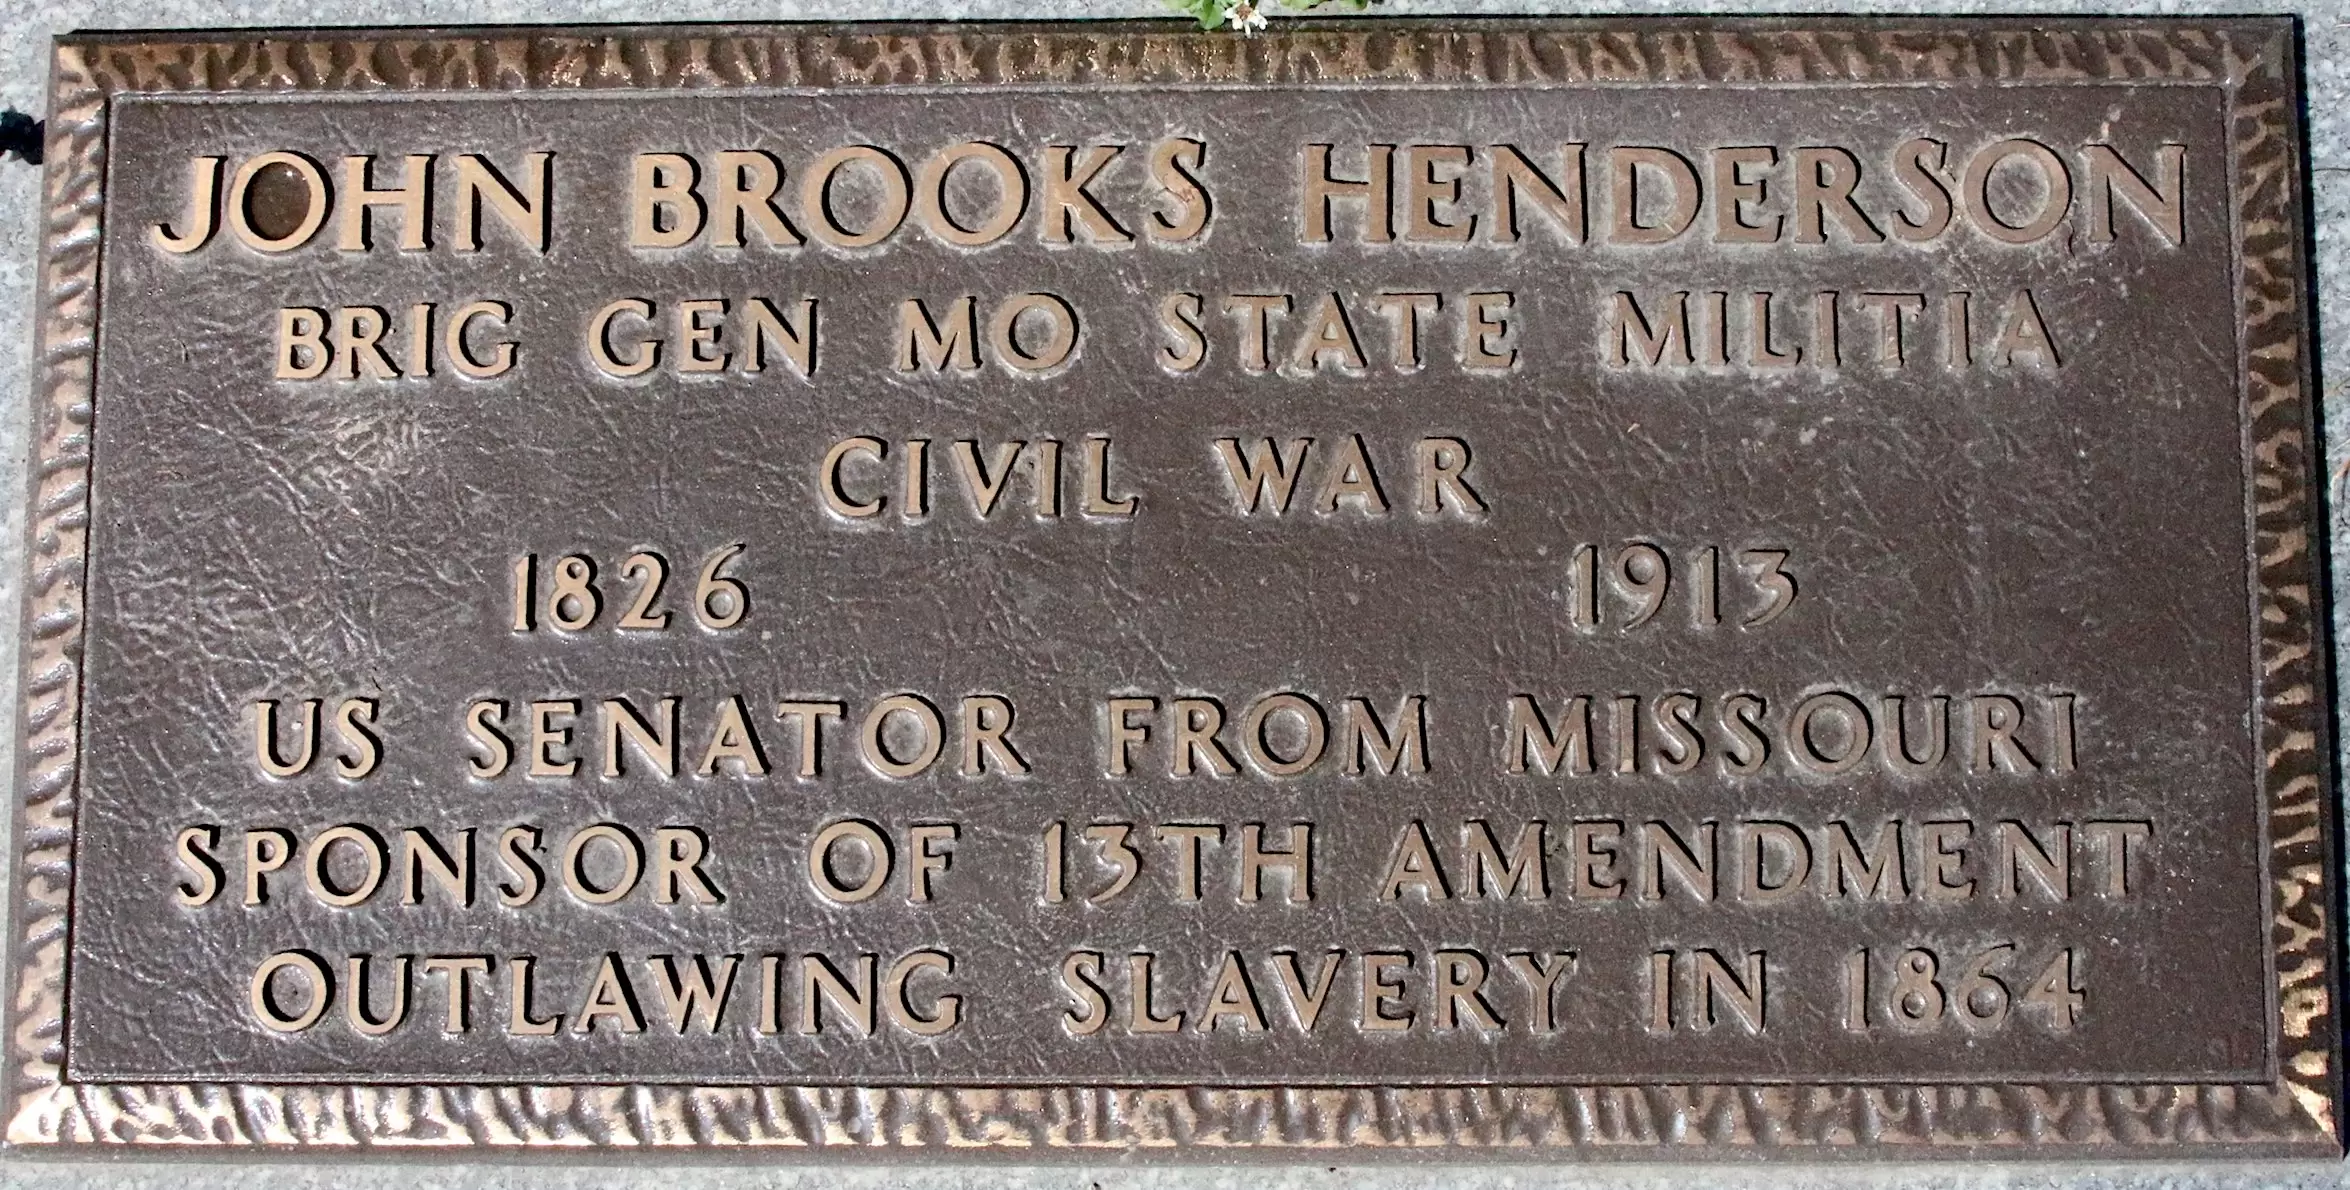 JOHN BROOKS HENDERSON
BRIG GEN MO STATE MILITIA
CIVIL WAR
1826 1913
US SENATOR FROM MISSOURI
SPONSOR OF 13TH AMENDMENT
OUTLAWING SLAVERY IN 1864